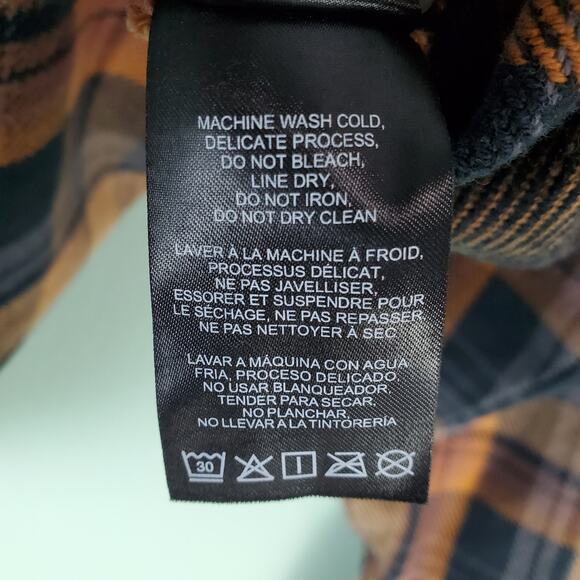 MACHINE WASH COLD,
DELICATE PROCESS,
DO NOT BLEACH,
LINE DRY,
DO NOT IRON,
DO NOT DRY CLEAN
LAVER À LA MACHINE À FROID,
PROCESSUS DÉLICAT,
NE PAS JAVELLISER,
ESSORER ET SUSPENDRE POUR
LE SÉCHAGE, NE PAS REPASSER,
NE PAS NETTOYER À SEC
LAVAR A MÁQUINA CON AGUA
FRIA, PROCESO DELICADO.
NO USAR BLANQUEADOR.
TENDER PARA SECAR.
NO PLANCHAR.
NO LLEVAR A LA TINTORERÍA
30